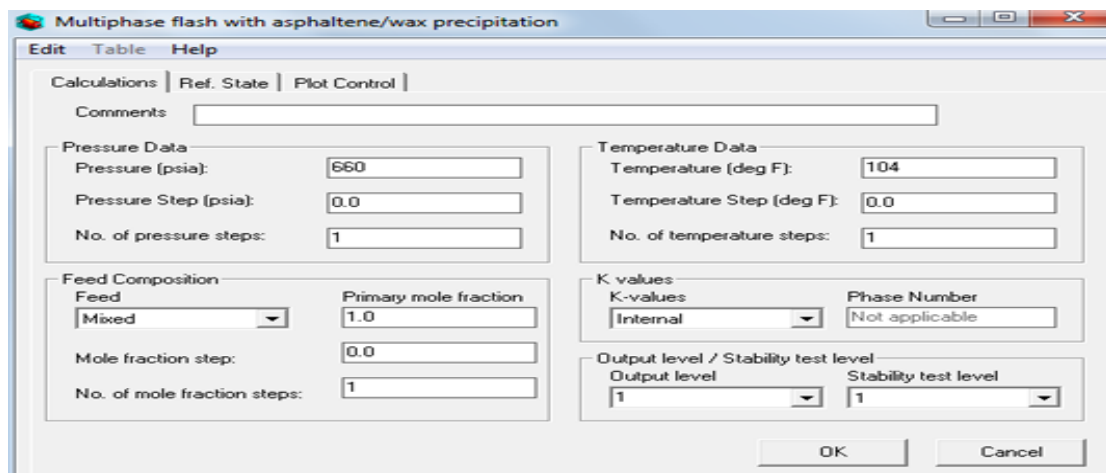 Multiphase flash with asphaltene/wax precipitation
Edit Table Help
Calculations Ref. State Plot Control
Comments
Pressure Data
Pressure (psia): 660
Pressure Step (psia): 0.0
No. of pressure steps: 1
Temperature Data
Temperature (deg F): 104
Temperature Step (deg F): 0.0
No. of temperature steps: 1
Feed Composition
Feed Primary mole fraction
Mixed 1.0
Mole fraction step: 0.0
No. of mole fraction steps: 1
K values
K-values Phase Number
Internal Not applicable
Output level / Stability test level
Output level Stability test level
1 1
OK Cancel